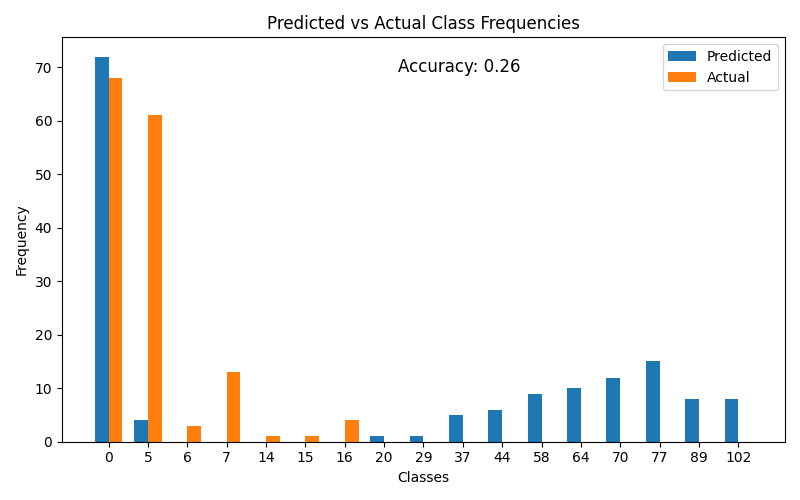 Predicted vs Actual Class Frequencies
Accuracy: 0.26
Predicted
Actual
Frequency
70
60
50
40
30
20
10
0
0 5 6 7 14 15 16 20 29 37 44 58 64 70 77 89 102
Classes